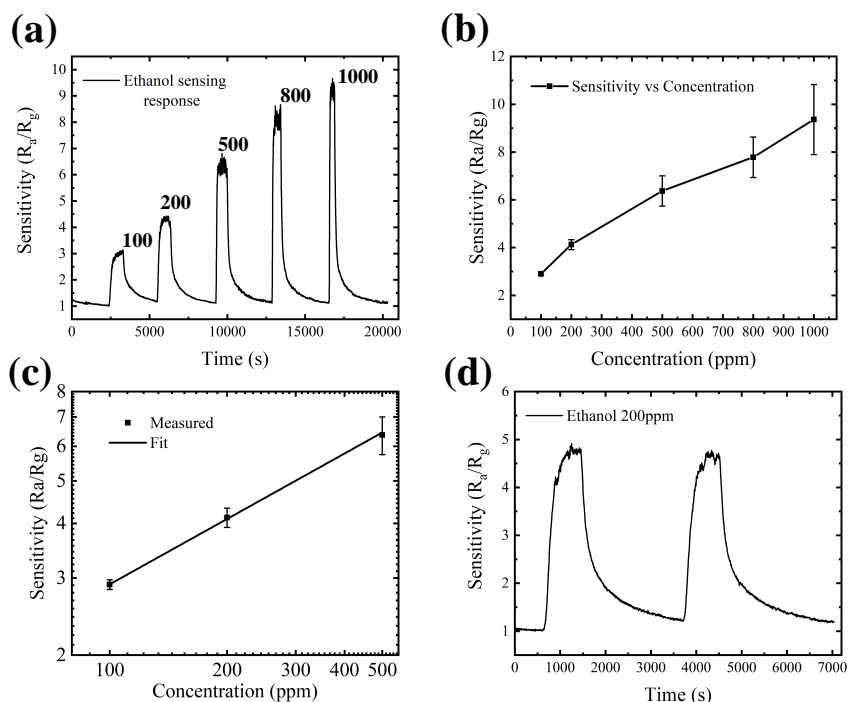 (a)
Ethanol sensing
response
100
200
500
800
1000
10
9
8
7
6
5
4
3
2
1
0 5000 10000 15000 20000
Sensitivity (Ra/Rg)
Time (s)
(b)
Sensitivity vs Concentration
12
10
8
6
4
2
0 100 200 300 400 500 600 700 800 900 1000
Sensitivity (Ra/Rg)
Concentration (ppm)
(c)
Measured
Fit
8
7
6
5
4
3
2
100 200 300 400 500
Sensitivity (Ra/Rg)
Concentration (ppm)
(d)
Ethanol 200ppm
6
5
4
3
2
1
0 1000 2000 3000 4000 5000 6000 7000
Sensitivity (Ra/Rg)
Time (s)